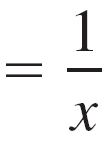 = 1/x